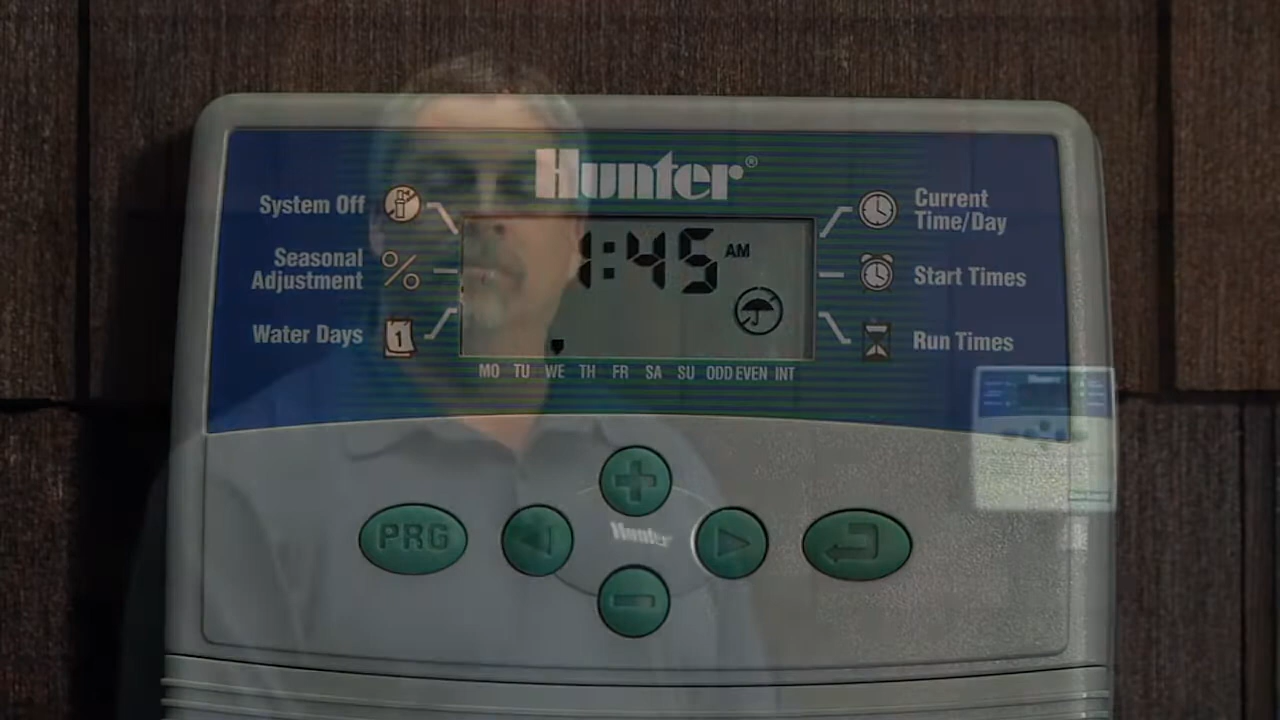 Hunter®
System Off
Seasonal
Adjustment
Water Days
1
1:45 AM
MO TU WE TH FR SA SU ODD EVEN INT
Current
Time/Day
Start Times
Run Times
PRG
Hunter